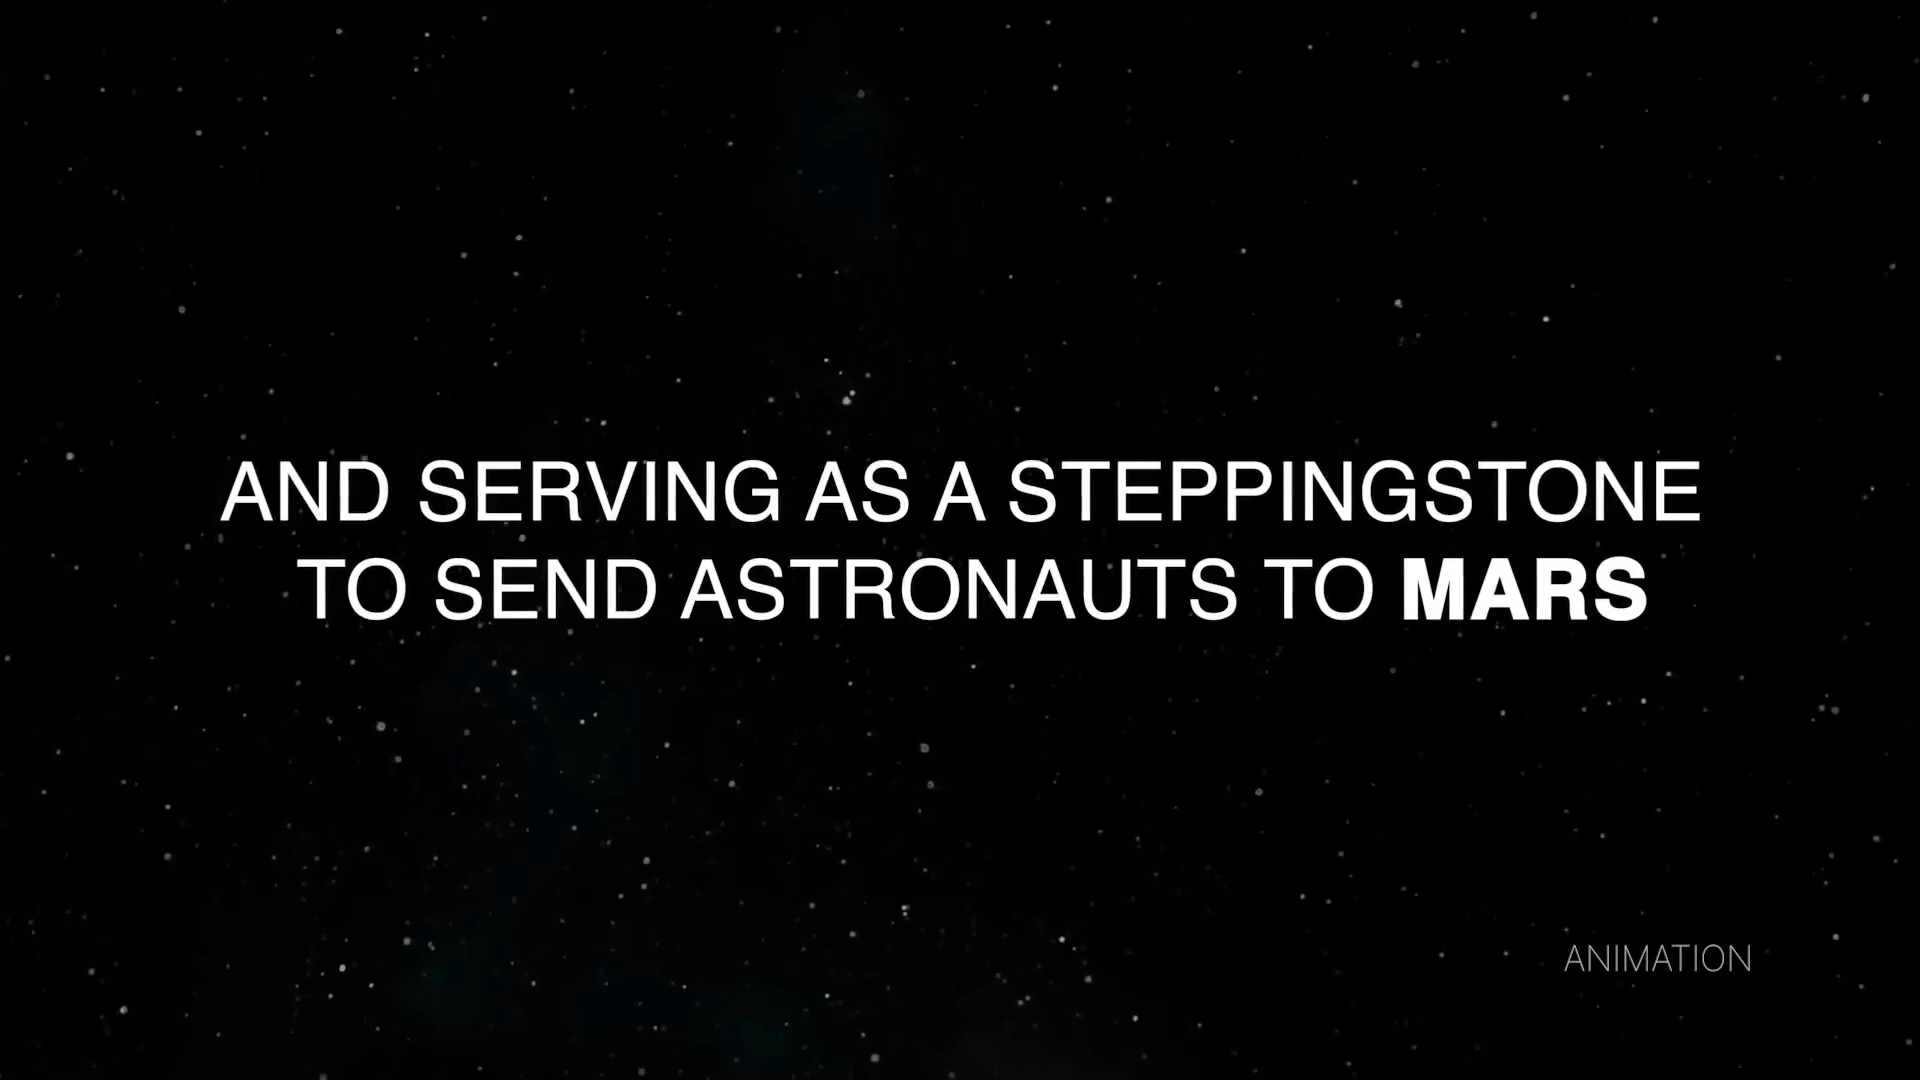 AND SERVING AS A STEPPINGSTONE
TO SEND ASTRONAUTS TO MARS
ANIMATION